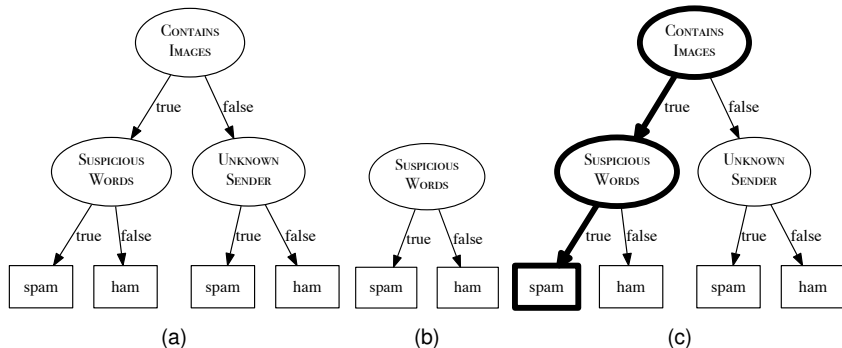 CONTAINS
IMAGES
true
false
SUSPICIOUS
WORDS
UNKNOWN
SENDER
true
false
true
false
spam
ham
spam
ham
(a)
SUSPICIOUS
WORDS
true
false
spam
ham
(b)
CONTAINS
IMAGES
true
false
SUSPICIOUS
WORDS
UNKNOWN
SENDER
true
false
true
false
spam
ham
spam
ham
(c)